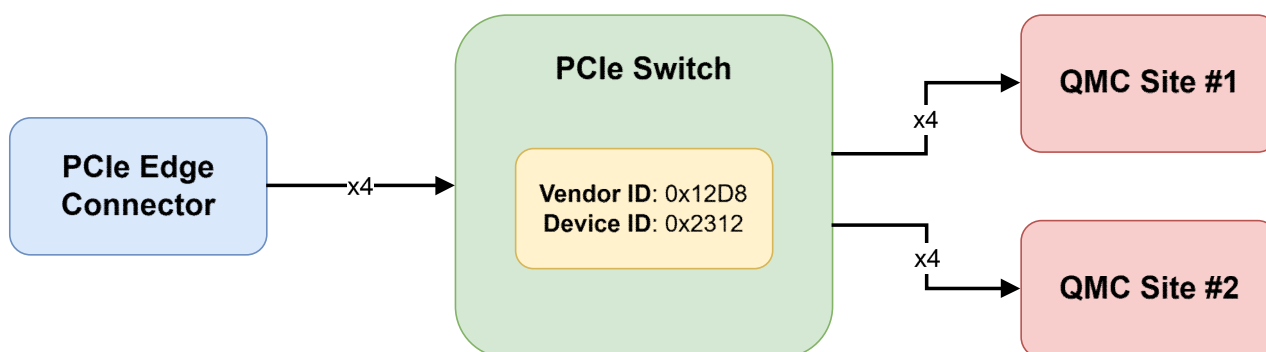 PCIe Edge
Connector
x4
PCIe Switch
Vendor ID: 0x12D8
Device ID: 0x2312
x4
x4
QMC Site #1
QMC Site #2